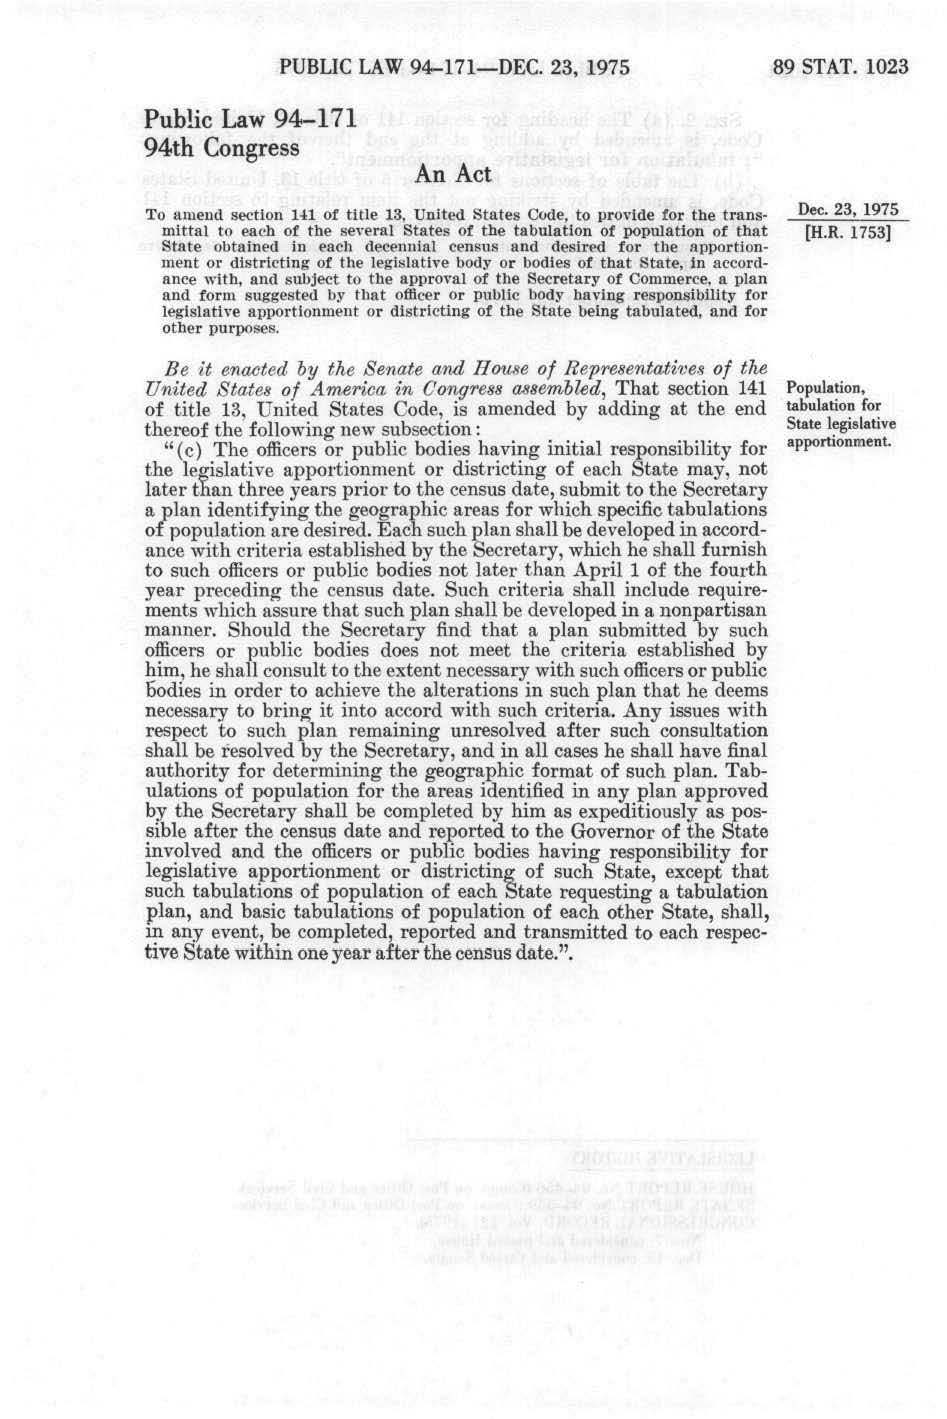 PUBLIC LAW 94–171—DEC. 23, 1975 89 STAT. 1023
Public Law 94–171
94th Congress
An Act
To amend section 141 of title 13, United States Code, to provide for the trans-
mittal to each of the several States of the tabulation of population of that
State obtained in each decennial census and desired for the apportion-
ment or districting of the legislative body or bodies of that State, in accord-
ance with, and subject to the approval of the Secretary of Commerce, a plan
and form suggested by that officer or public body having responsibility for
legislative apportionment or districting of the State being tabulated, and for
other purposes.
Dec. 23, 1975
[H.R. 1753]
Be it enacted by the Senate and House of Representatives of the
United States of America in Congress assembled, That section 141
of title 13, United States Code, is amended by adding at the end
thereof the following new subsection:
Population,
tabulation for
State legislative
apportionment.
“(c) The officers or public bodies having initial responsibility for
the legislative apportionment or districting of each State may, not
later than three years prior to the census date, submit to the Secretary
a plan identifying the geographic areas for which specific tabulations
of population are desired. Each such plan shall be developed in accord-
ance with criteria established by the Secretary, which he shall furnish
to such officers or public bodies not later than April 1 of the fourth
year preceding the census date. Such criteria shall include require-
ments which assure that such plan shall be developed in a nonpartisan
manner. Should the Secretary find that a plan submitted by such
officers or public bodies does not meet the criteria established by
him, he shall consult to the extent necessary with such officers or public
bodies in order to achieve the alterations in such plan that he deems
necessary to bring it into accord with such criteria. Any issues with
respect to such plan remaining unresolved after such consultation
shall be resolved by the Secretary, and in all cases he shall have final
authority for determining the geographic format of such plan. Tab-
ulations of population for the areas identified in any plan approved
by the Secretary shall be completed by him as expeditiously as pos-
sible after the census date and reported to the Governor of the State
involved and the officers or public bodies having responsibility for
legislative apportionment or districting of such State, except that
such tabulations of population of each State requesting a tabulation
plan, and basic tabulations of population of each other State, shall,
in any event, be completed, reported and transmitted to each respec-
tive State within one year after the census date.”.